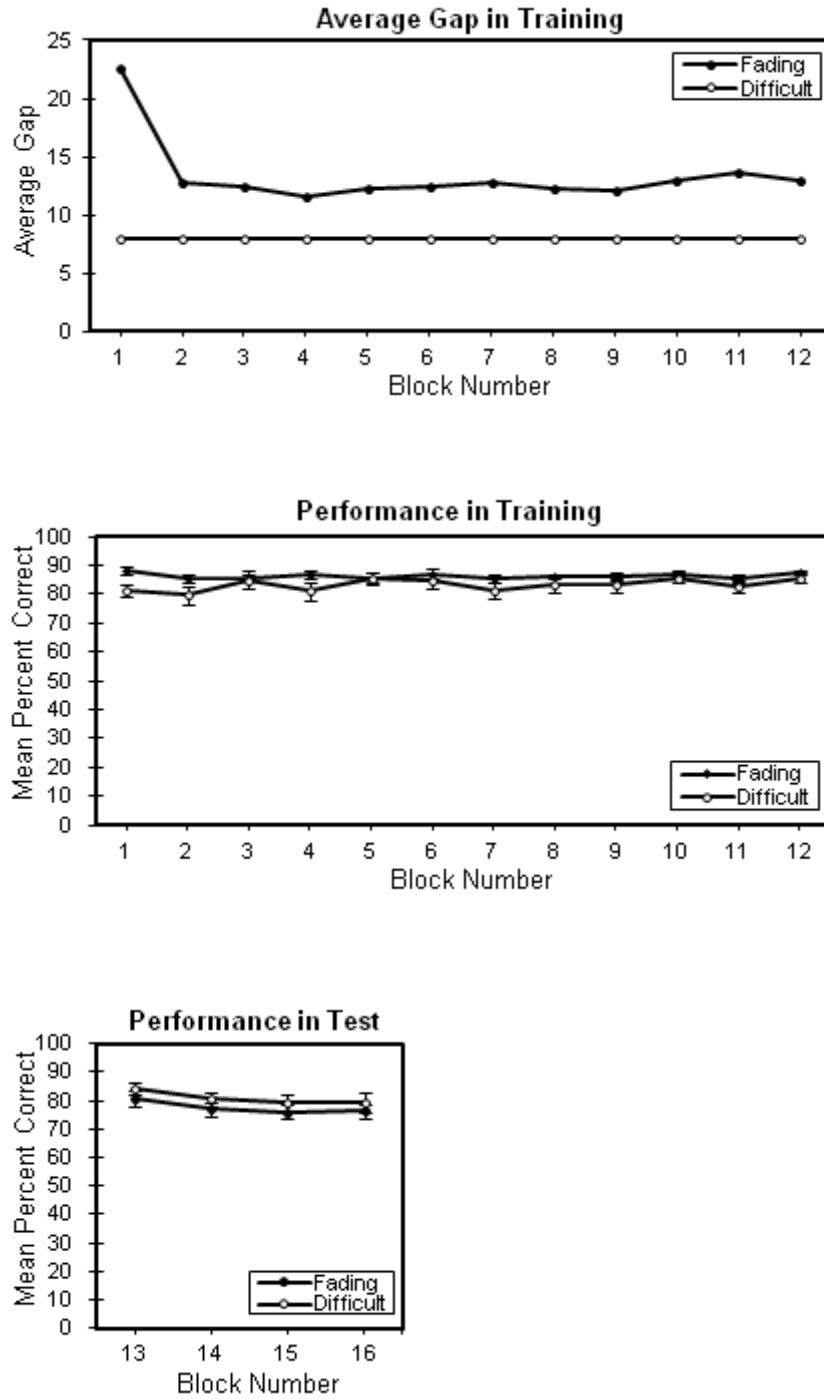 Average Gap in Training
25
20
15
10
5
0
Average Gap
Fading
Difficult
1 2 3 4 5 6 7 8 9 10 11 12
Block Number
Performance in Training
100
90
80
70
60
50
40
30
20
10
0
Mean Percent Correct
Fading
Difficult
1 2 3 4 5 6 7 8 9 10 11 12
Block Number
Performance in Test
100
90
80
70
60
50
40
30
20
10
0
Mean Percent Correct
Fading
Difficult
13 14 15 16
Block Number